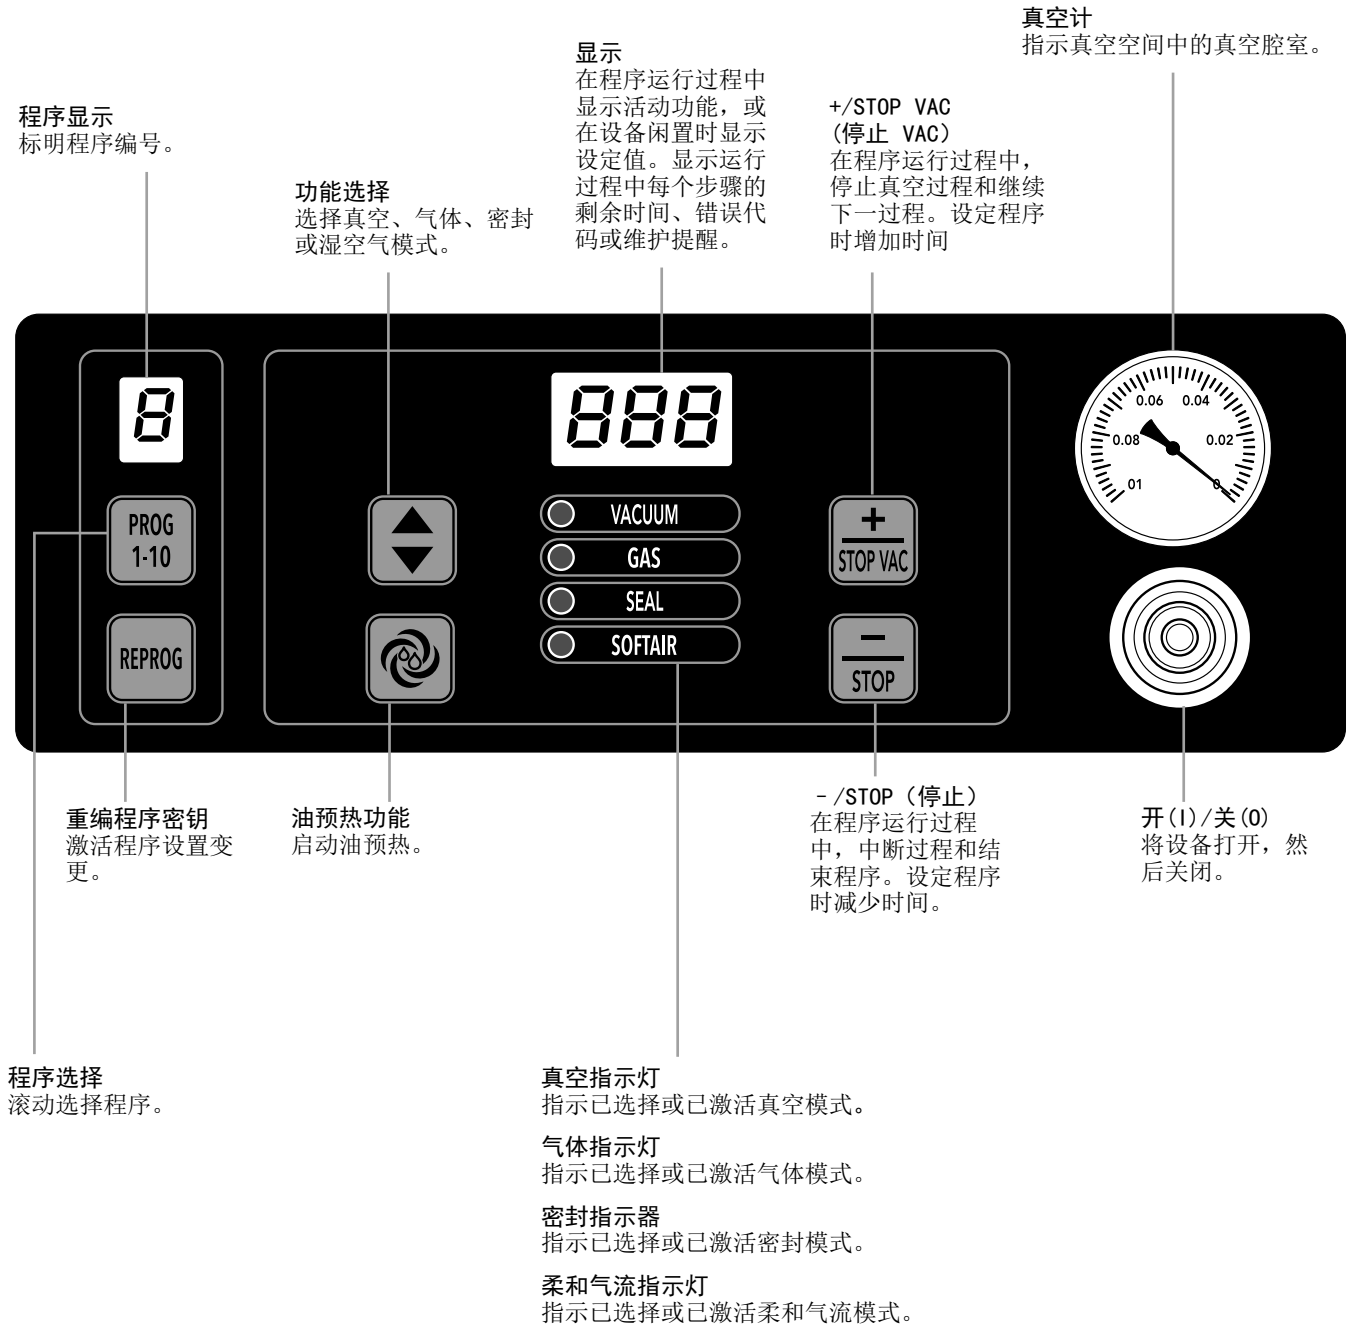 真空计
指示真空空间中的真空腔室。
显示
在程序运行过程中
显示活动功能，或
在设备闲置时显示
设定值。显示运行
过程中每个步骤的
剩余时间、错误代
码或维护提醒。
+/STOP VAC
(停止 VAC)
在程序运行过程中，
停止真空过程和继续
下一过程。设定程序
时增加时间
程序显示
标明程序编号。
功能选择
选择真空、气体、密封
或湿空气模式。
8
888
0.06 0.04
0.08 0.02
01 0
PROG
1-10
REPROG
VACUUM
GAS
SEAL
SOFTAIR
+
STOP VAC
−
STOP
重编程序密钥
激活程序设置变
更。
油预热功能
启动油预热。
-/STOP（停止）
在程序运行过程
中，中断过程和结
束程序。设定程序
时减少时间。
开(I)/关(0)
将设备打开，然
后关闭。
程序选择
滚动选择程序。
真空指示灯
指示已选择或已激活真空模式。
气体指示灯
指示已选择或已激活气体模式。
密封指示器
指示已选择或已激活密封模式。
柔和气流指示灯
指示已选择或已激活柔和气流模式。